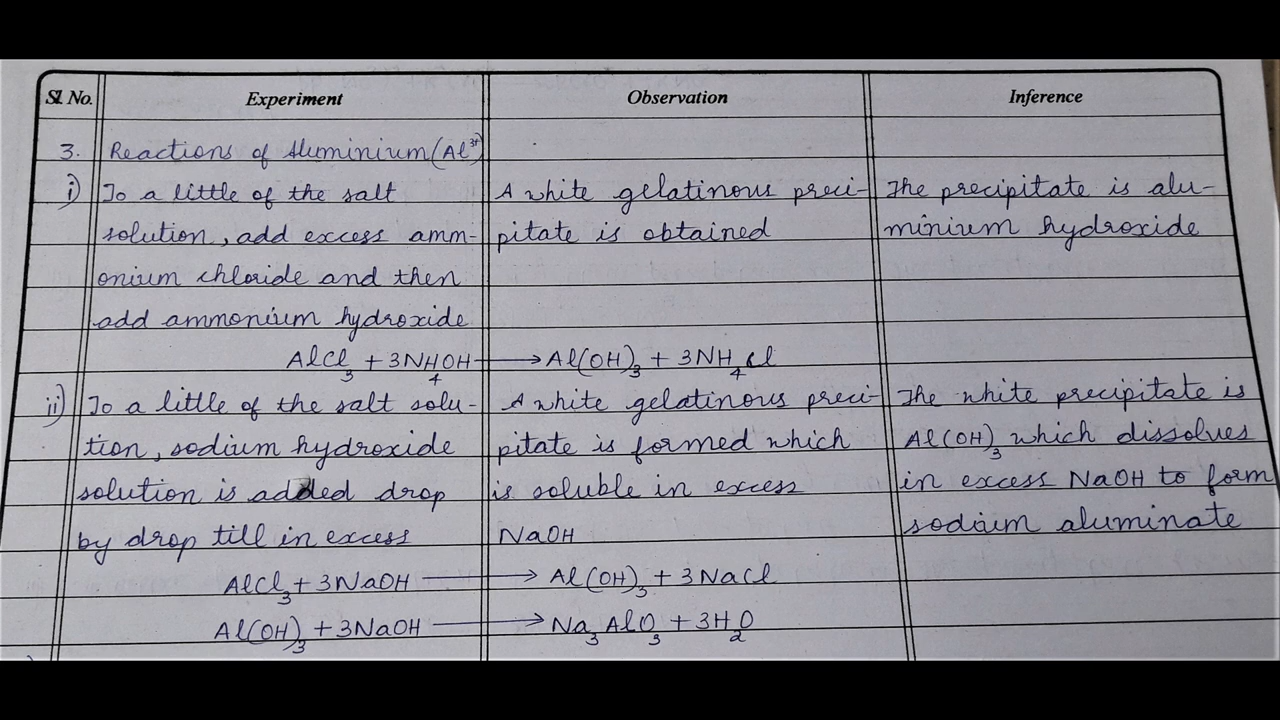 Sl. No. Experiment Observation Inference
3. Reactions of Aluminium (Al³⁺)
i) To a little of the salt
solution, add excess amm-
onium chloride and then
add ammonium hydroxide
A white gelatinous preci-
pitate is obtained
The precipitate is alu-
minium hydroxide
AlCl₃ + 3NH₄OH → Al(OH)₃ + 3NH₄Cl
ii) To a little of the salt solu-
tion, sodium hydroxide
solution is added drop
by drop till in excess
A white gelatinous preci-
pitate is formed which
is soluble in excess
NaOH
The white precipitate is
Al(OH)₃ which dissolves
in excess NaOH to form
sodium aluminate
AlCl₃ + 3NaOH → Al(OH)₃ + 3NaCl
Al(OH)₃ + 3NaOH → Na₃AlO₃ + 3H₂O